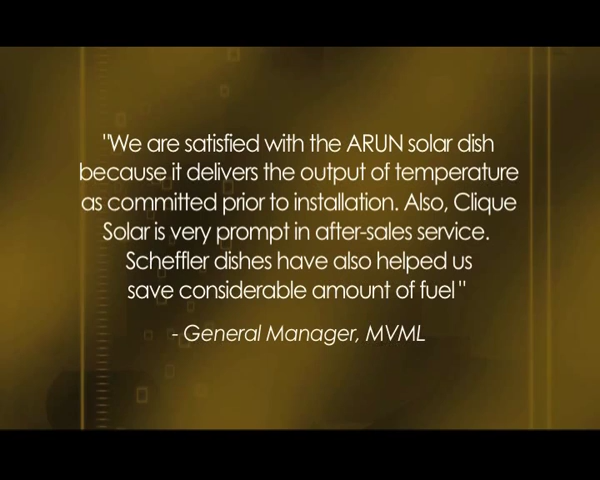 "We are satisfied with the ARUN solar dish
because it delivers the output of temperature
as committed prior to installation. Also, Clique
Solar is very prompt in after-sales service.
Scheffler dishes have also helped us
save considerable amount of fuel"
- General Manager, MVML